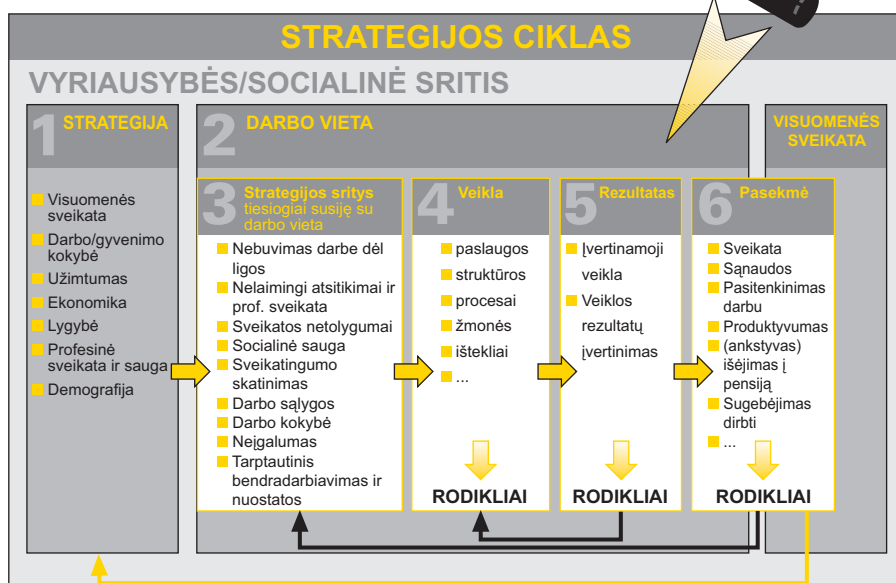 STRATEGIJOS CIKLAS
VYRIAUSYBĖS/SOCIALINĖ SRITIS
1 STRATEGIJA
Visuomenės
sveikata
Darbo/gyvenimo
kokybė
Užimtumas
Ekonomika
Lygybė
Profesinė
sveikata ir sauga
Demografija
2 DARBO VIETA
3 Strategijos sritys
tiesiogiai susiję su
darbo vieta
Nebuvimas darbe dėl
ligos
Nelaimingi atsitikimai ir
prof. sveikata
Sveikatos netolygumai
Socialinė sauga
Sveikatingumo
skatinimas
Darbo sąlygos
Darbo kokybė
Neįgalumas
Tarptautinis
bendradarbiavimas ir
nuostatos
4 Veikla
paslaugos
struktūros
procesai
žmonės
ištekliai
...
RODIKLIAI
5 Rezultatas
Įvertinamoji
veikla
Veiklos
rezultatų
įvertinimas
RODIKLIAI
6 Pasekmė
Sveikata
Sąnaudos
Pasitenkinimas
darbu
Produktyvumas
(ankstyvas)
išėjimas į
pensiją
Sugebėjimas
dirbti
...
RODIKLIAI
VISUOMENĖS
SVEIKATA